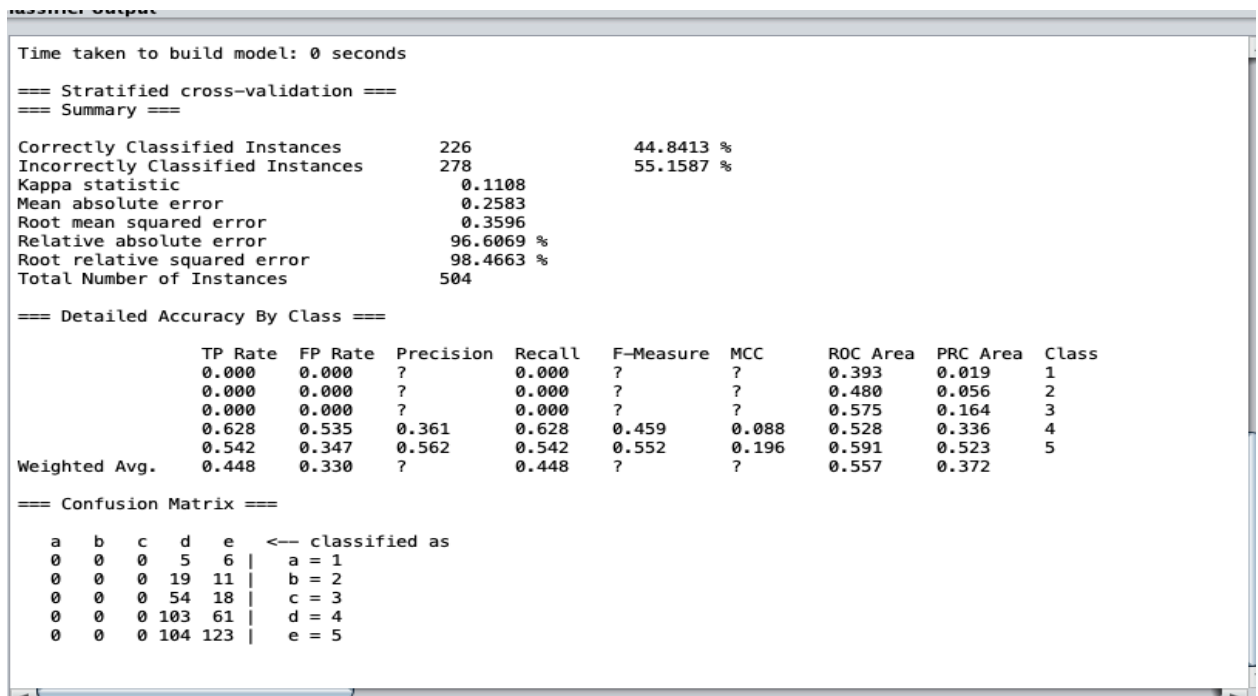 assifier output
Time taken to build model: 0 seconds
=== Stratified cross-validation ===
=== Summary ===
Correctly Classified Instances 226 44.8413 %
Incorrectly Classified Instances 278 55.1587 %
Kappa statistic 0.1108
Mean absolute error 0.2583
Root mean squared error 0.3596
Relative absolute error 96.6069 %
Root relative squared error 98.4663 %
Total Number of Instances 504
=== Detailed Accuracy By Class ===
TP Rate FP Rate Precision Recall F-Measure MCC ROC Area PRC Area Class
0.000 0.000 ? 0.000 ? ? 0.393 0.019 1
0.000 0.000 ? 0.000 ? ? 0.480 0.056 2
0.000 0.000 ? 0.000 ? ? 0.575 0.164 3
0.628 0.535 0.361 0.628 0.459 0.088 0.528 0.336 4
0.542 0.347 0.562 0.542 0.552 0.196 0.591 0.523 5
Weighted Avg. 0.448 0.330 ? 0.448 ? ? 0.557 0.372
=== Confusion Matrix ===
a b c d e <-- classified as
0 0 0 5 6 | a = 1
0 0 0 19 11 | b = 2
0 0 0 54 18 | c = 3
0 0 0 103 61 | d = 4
0 0 0 104 123 | e = 5